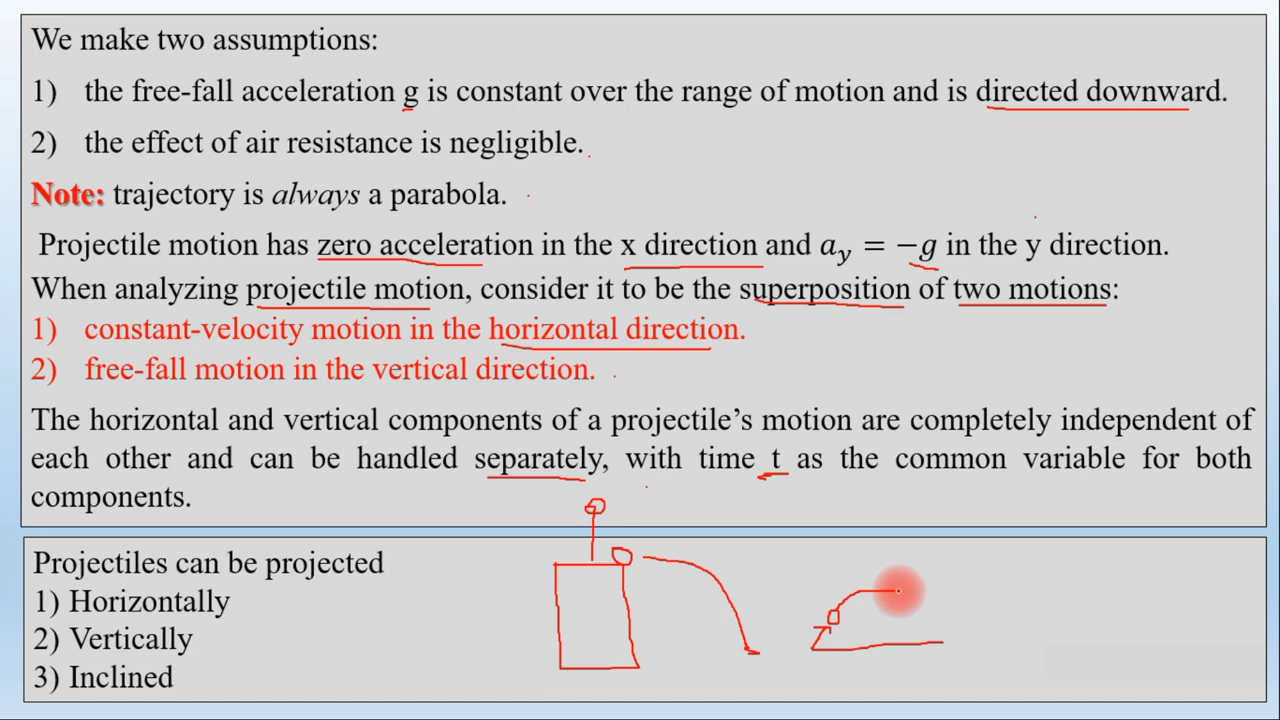 We make two assumptions:
1) the free-fall acceleration g is constant over the range of motion and is directed downward.
2) the effect of air resistance is negligible.
Note: trajectory is always a parabola.
Projectile motion has zero acceleration in the x direction and a_y = −g in the y direction.
When analyzing projectile motion, consider it to be the superposition of two motions:
1) constant-velocity motion in the horizontal direction.
2) free-fall motion in the vertical direction.
The horizontal and vertical components of a projectile’s motion are completely independent of
each other and can be handled separately, with time t as the common variable for both
components.
Projectiles can be projected
1) Horizontally
2) Vertically
3) Inclined